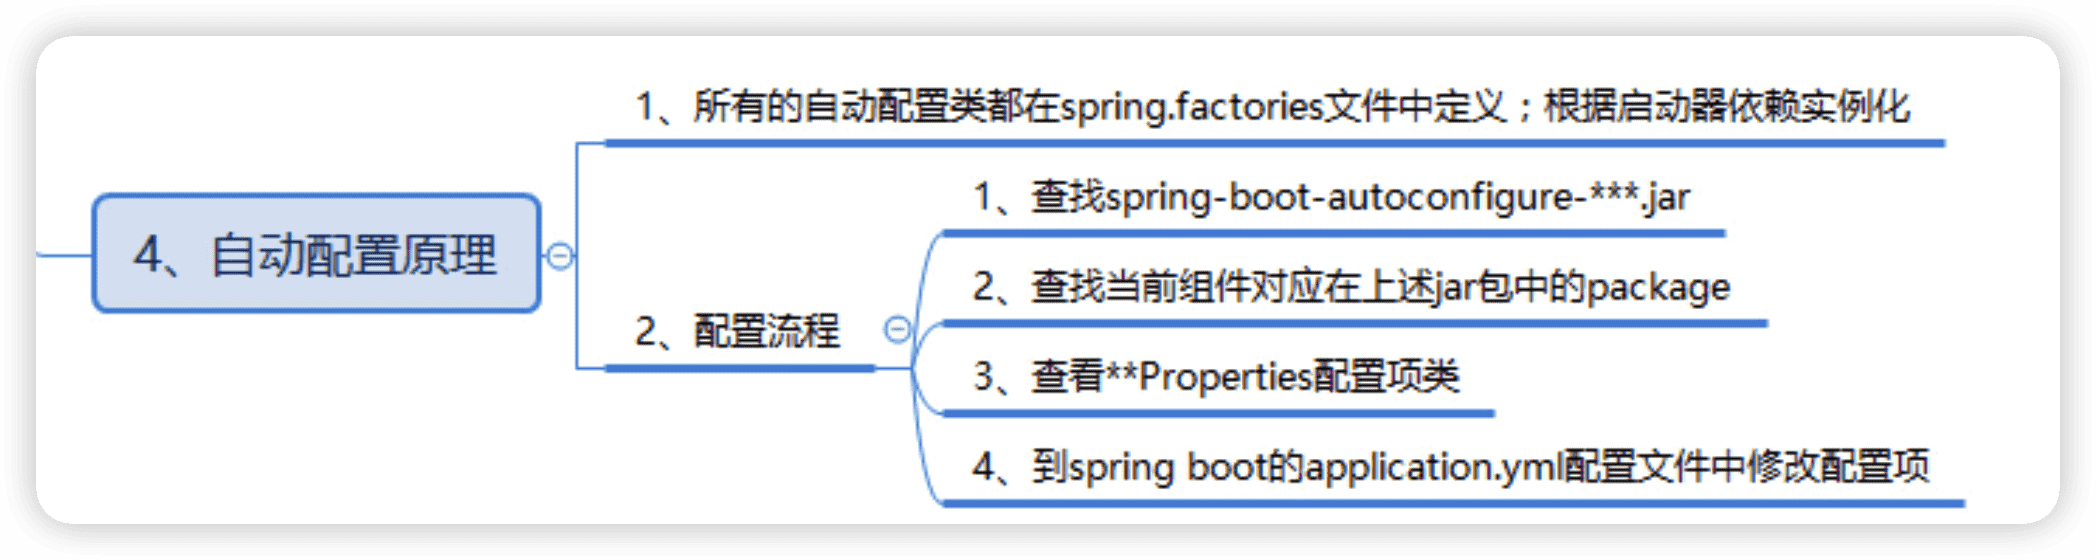 4、自动配置原理
1、所有的自动配置类都在spring.factories文件中定义；根据启动器依赖实例化
2、配置流程
1、查找spring-boot-autoconfigure-***.jar
2、查找当前组件对应在上述jar包中的package
3、查看**Properties配置项类
4、到spring boot的application.yml配置文件中修改配置项